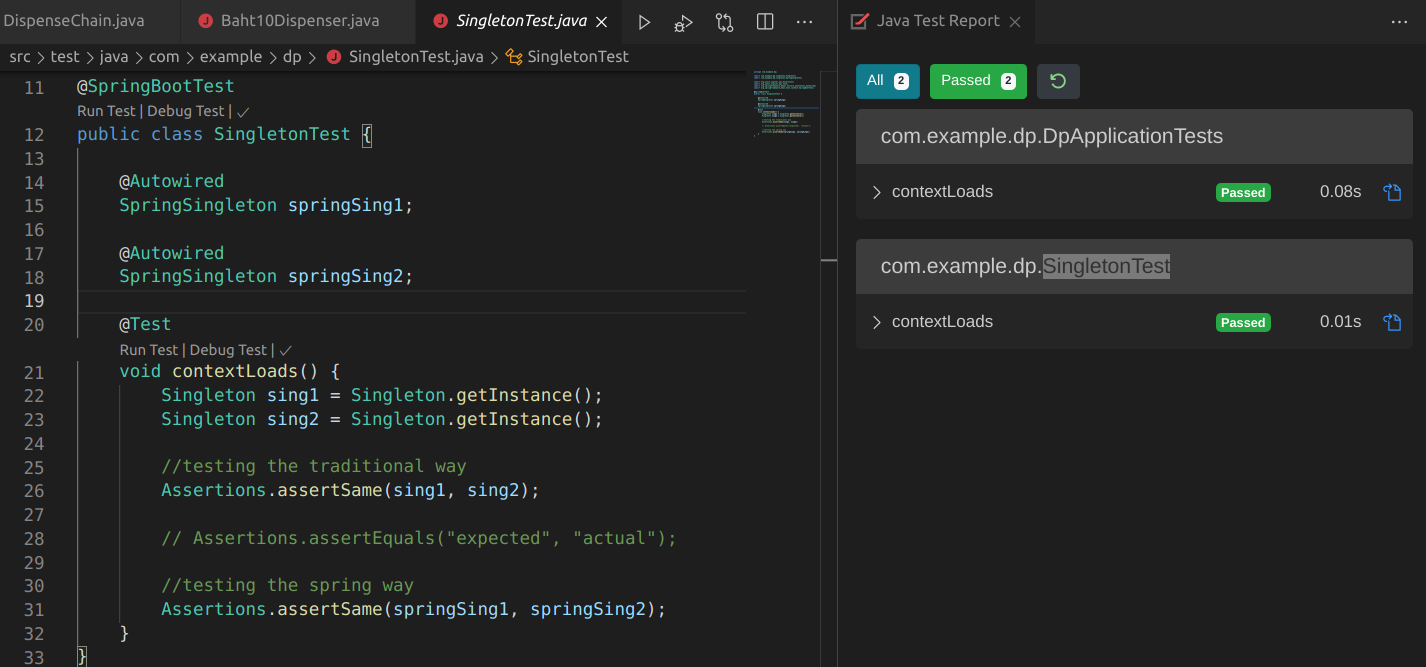 DispenseChain.java Baht10Dispenser.java SingletonTest.java
src > test > java > com > example > dp > SingletonTest.java > SingletonTest
11 @SpringBootTest
Run Test | Debug Test | ✓
12 public class SingletonTest {
13
14 @Autowired
15 SpringSingleton springSing1;
16
17 @Autowired
18 SpringSingleton springSing2;
19
20 @Test
Run Test | Debug Test | ✓
21 void contextLoads() {
22 Singleton sing1 = Singleton.getInstance();
23 Singleton sing2 = Singleton.getInstance();
24
25 //testing the traditional way
26 Assertions.assertSame(sing1, sing2);
27
28 // Assertions.assertEquals("expected", "actual");
29
30 //testing the spring way
31 Assertions.assertSame(springSing1, springSing2);
32 }
33 }
Java Test Report
All 2 Passed 2
com.example.dp.DpApplicationTests
contextLoads Passed 0.08s
com.example.dp.SingletonTest
contextLoads Passed 0.01s